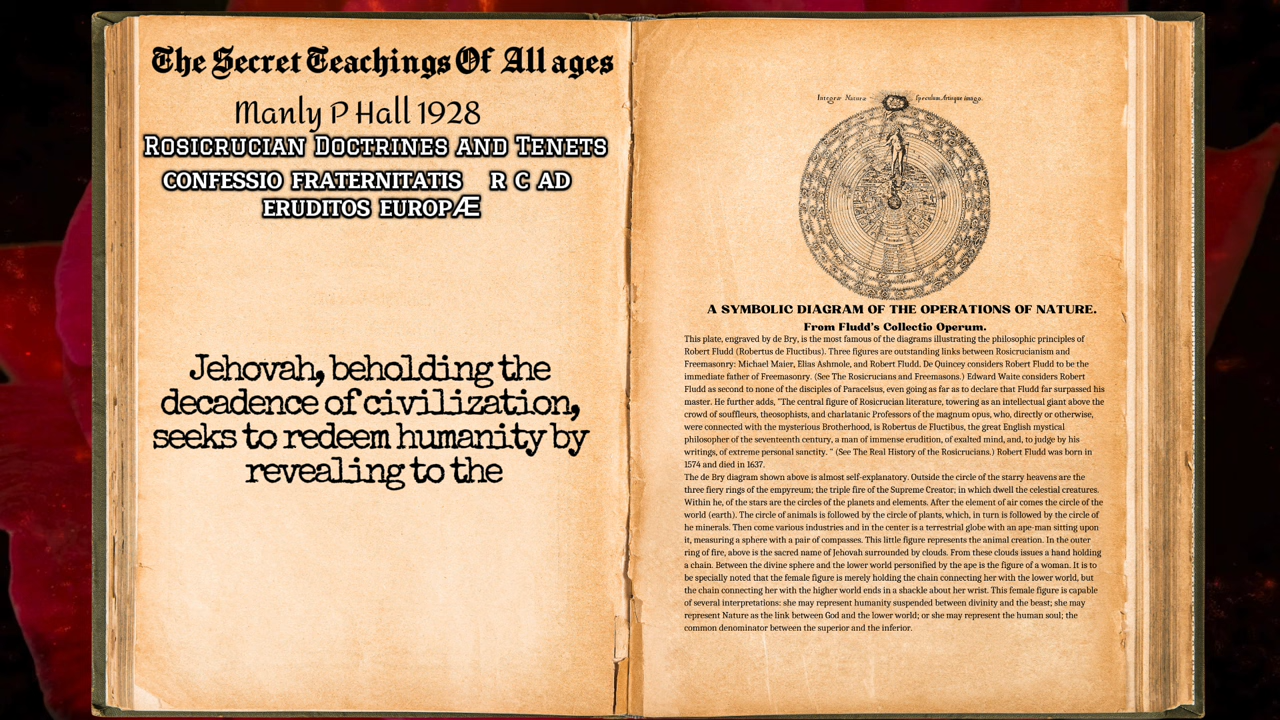 The Secret Teachings Of All ages
Manly P Hall 1928
Rosicrucian Doctrines and Tenets
CONFESSIO FRATERNITATIS R C AD
ERUDITOS EUROPÆ
Jehovah, beholding the
decadence of civilization,
seeks to redeem humanity by
revealing to the
Integræ Naturæ Speculum Artisque imago.
A SYMBOLIC DIAGRAM OF THE OPERATIONS OF NATURE.
From Fludd's Collectio Operum.
This plate, engraved by de Bry, is the most famous of the diagrams illustrating the philosophic principles of
Robert Fludd (Robertus de Fluctibus). Three figures are outstanding links between Rosicrucianism and
Freemasonry: Michael Maier, Elias Ashmole, and Robert Fludd. De Quincey considers Robert Fludd to be the
immediate father of Freemasonry. (See The Rosicrucians and Freemasons.) Edward Waite considers Robert
Fludd as second to none of the disciples of Paracelsus, even going as far as to declare that Fludd far surpassed his
master. He further adds, "The central figure of Rosicrucian literature, towering as an intellectual giant above the
crowd of souffleurs, theosophists, and charlatanic Professors of the magnum opus, who, directly or otherwise,
were connected with the mysterious Brotherhood, is Robertus de Fluctibus, the great English mystical
philosopher of the seventeenth century, a man of immense erudition, of exalted mind, and, to judge by his
writings, of extreme personal sanctity. " (See The Real History of the Rosicrucians.) Robert Fludd was born in
1574 and died in 1637.
The de Bry diagram shown above is almost self-explanatory. Outside the circle of the starry heavens are the
three fiery rings of the empyreum; the triple fire of the Supreme Creator; in which dwell the celestial creatures.
Within he, of the stars are the circles of the planets and elements. After the element of air comes the circle of the
world (earth). The circle of animals is followed by the circle of plants, which, in turn is followed by the circle of
he minerals. Then come various industries and in the center is a terrestrial globe with an ape-man sitting upon
it, measuring a sphere with a pair of compasses. This little figure represents the animal creation. In the outer
ring of fire, above is the sacred name of Jehovah surrounded by clouds. From these clouds issues a hand holding
a chain. Between the divine sphere and the lower world personified by the ape is the figure of a woman. It is to
be specially noted that the female figure is merely holding the chain connecting her with the lower world, but
the chain connecting her with the higher world ends in a shackle about her wrist. This female figure is capable
of several interpretations: she may represent humanity suspended between divinity and the beast; she may
represent Nature as the link between God and the lower world; or she may represent the human soul; the
common denominator between the superior and the inferior.